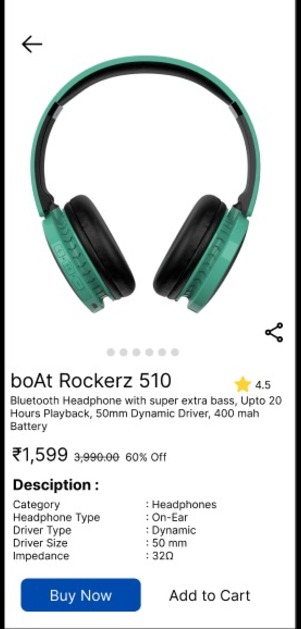 boAt Rockerz 510
4.5
Bluetooth Headphone with super extra bass, Upto 20
Hours Playback, 50mm Dynamic Driver, 400 mah
Battery
₹1,599 3,990.00 60% Off
Desciption :
Category : Headphones
Headphone Type : On-Ear
Driver Type : Dynamic
Driver Size : 50 mm
Impedance : 32Ω
Buy Now Add to Cart